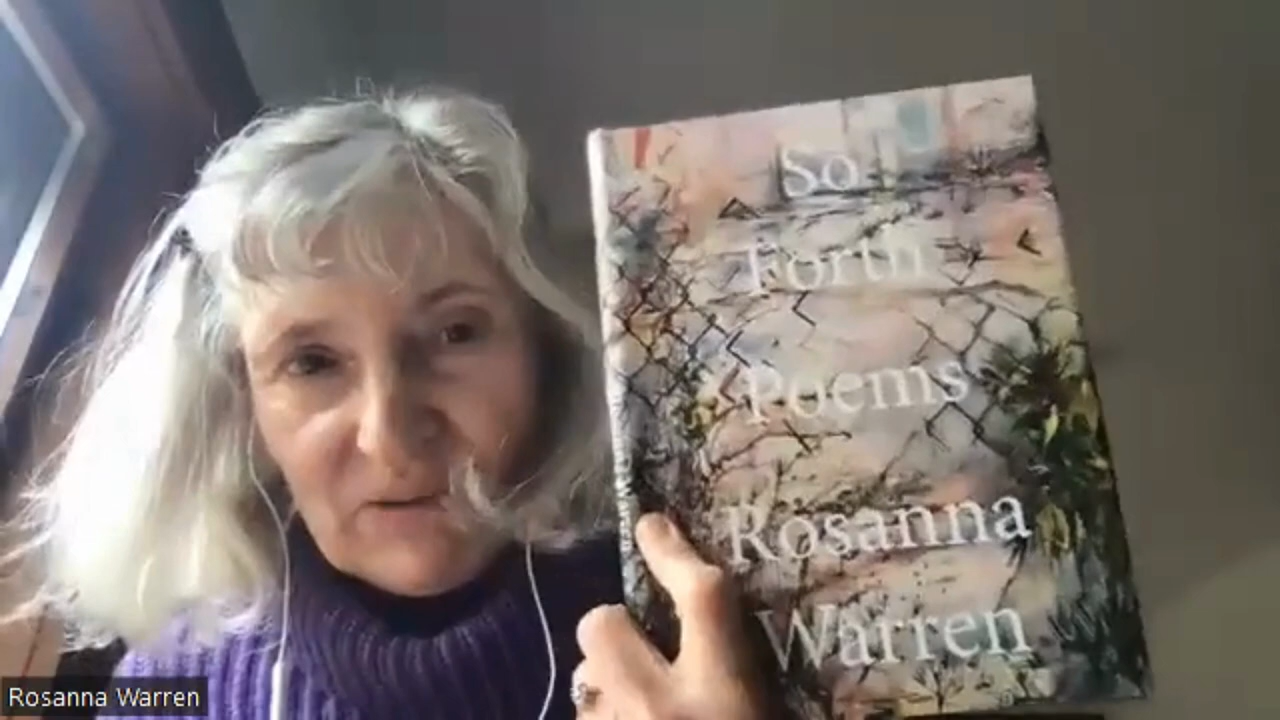 So
Forth
Poems
Rosanna
Warren
Rosanna Warren